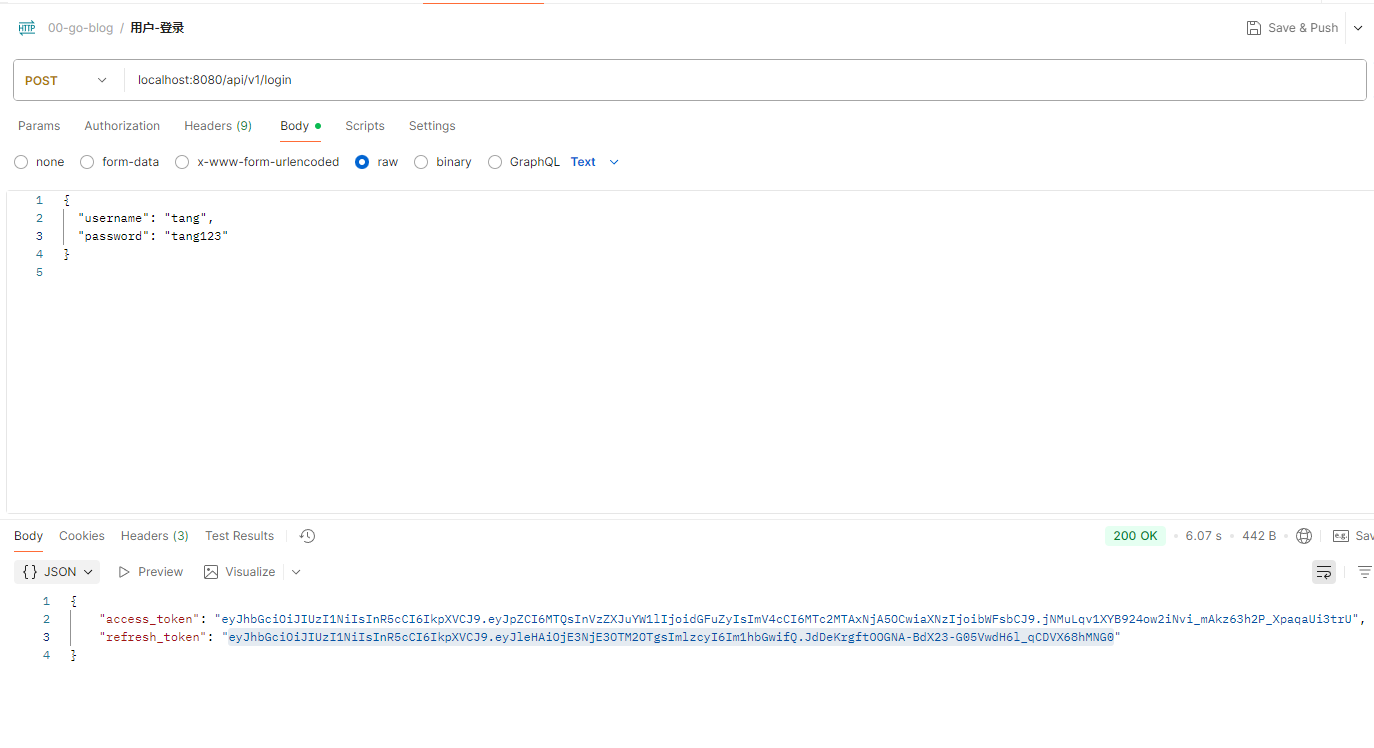 HTTP 00-go-blog / 用户-登录 Save & Push
POST localhost:8080/api/v1/login
Params Authorization Headers (9) Body Scripts Settings
none form-data x-www-form-urlencoded raw binary GraphQL Text
1 {
2 "username": "tang",
3 "password": "tang123"
4 }
5
Body Cookies Headers (3) Test Results 200 OK 6.07 s 442 B e.g. Sav
{} JSON Preview Visualize
1 {
2 "access_token": "eyJhbGciOiJIUzI1NiIsInR5cCI6IkpXVCJ9.eyJpZCI6MTQsInVzZXJuYW1lIjoidGFuZyIsImV4cCI6MTc2MTAxNjA5OCwiaXNzIjoibWFsbCJ9.jNMuLqv1XYB924ow2iNvi_mAkz63h2P_XpaqaUi3trU",
3 "refresh_token": "eyJhbGciOiJIUzI1NiIsInR5cCI6IkpXVCJ9.eyJleHAiOjE3NjE3OTM2OTgsImlzcyI6Im1hbGwifQ.JdDeKrgftOOGNA-BdX23-G05VwdH6l_qCDVX68hMNG0"
4 }